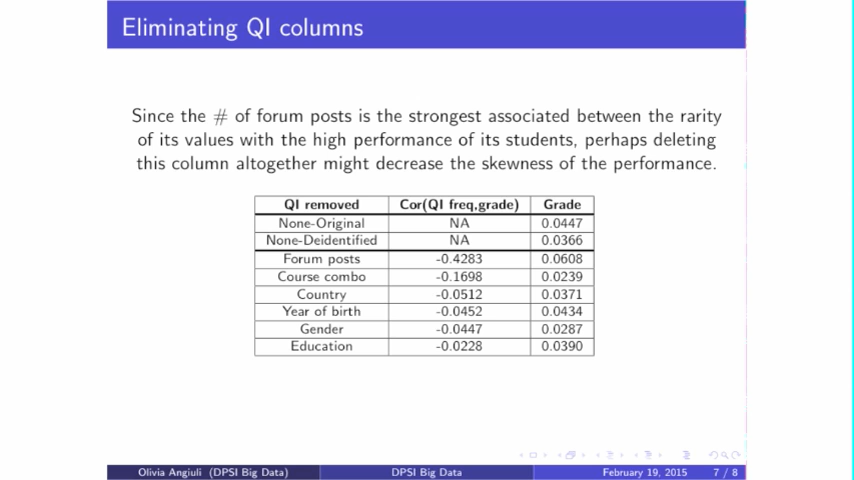 Eliminating QI columns
Since the # of forum posts is the strongest associated between the rarity
of its values with the high performance of its students, perhaps deleting
this column altogether might decrease the skewness of the performance.
QI removed Cor(QI freq,grade) Grade
None-Original NA 0.0447
None-Deidentified NA 0.0366
Forum posts -0.4283 0.0608
Course combo -0.1698 0.0239
Country -0.0512 0.0371
Year of birth -0.0452 0.0434
Gender -0.0447 0.0287
Education -0.0228 0.0390
Olivia Angiuli (DPSI Big Data) DPSI Big Data February 19, 2015 7 / 8